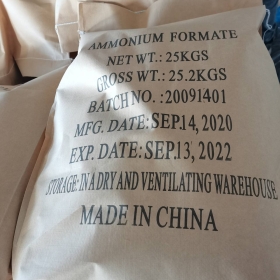 AMMONIUM FORMATE
NET WT.: 25KGS
GROSS WT.: 25.2KGS
BATCH NO. :20091401
MFG. DATE: SEP.14, 2020
EXP. DATE: SEP.13, 2022
STORAGE: IN A DRY AND VENTILATING WAREHOUSE
MADE IN CHINA